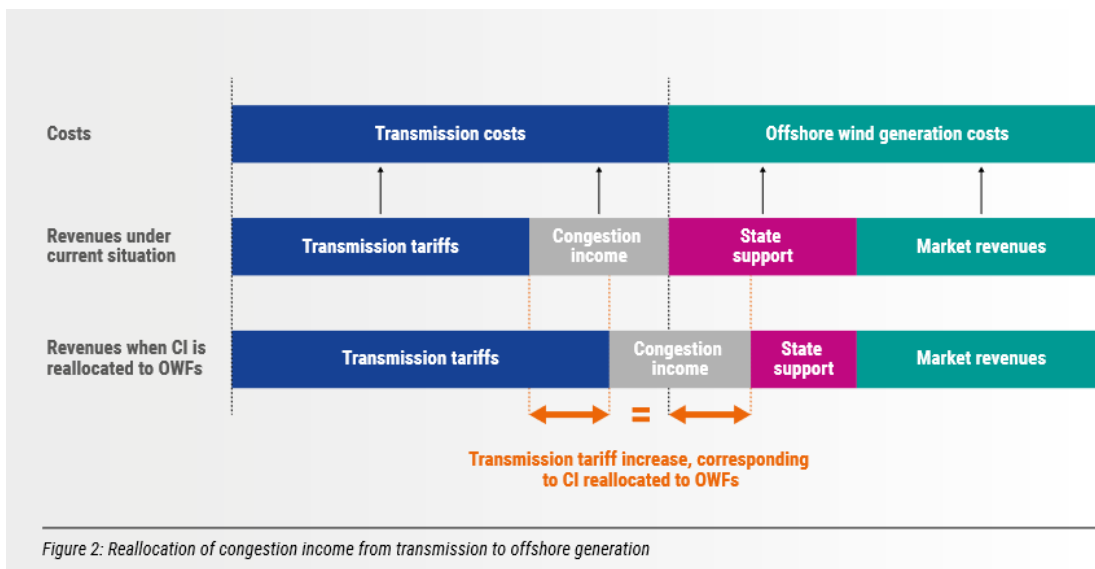 Costs
Transmission costs
Offshore wind generation costs
Revenues under
current situation
Transmission tariffs
Congestion
income
State
support
Market revenues
Revenues when CI is
reallocated to OWFs
Transmission tariffs
Congestion
income
State
support
Market revenues
=
Transmission tariff increase, corresponding
to CI reallocated to OWFs
Figure 2: Reallocation of congestion income from transmission to offshore generation